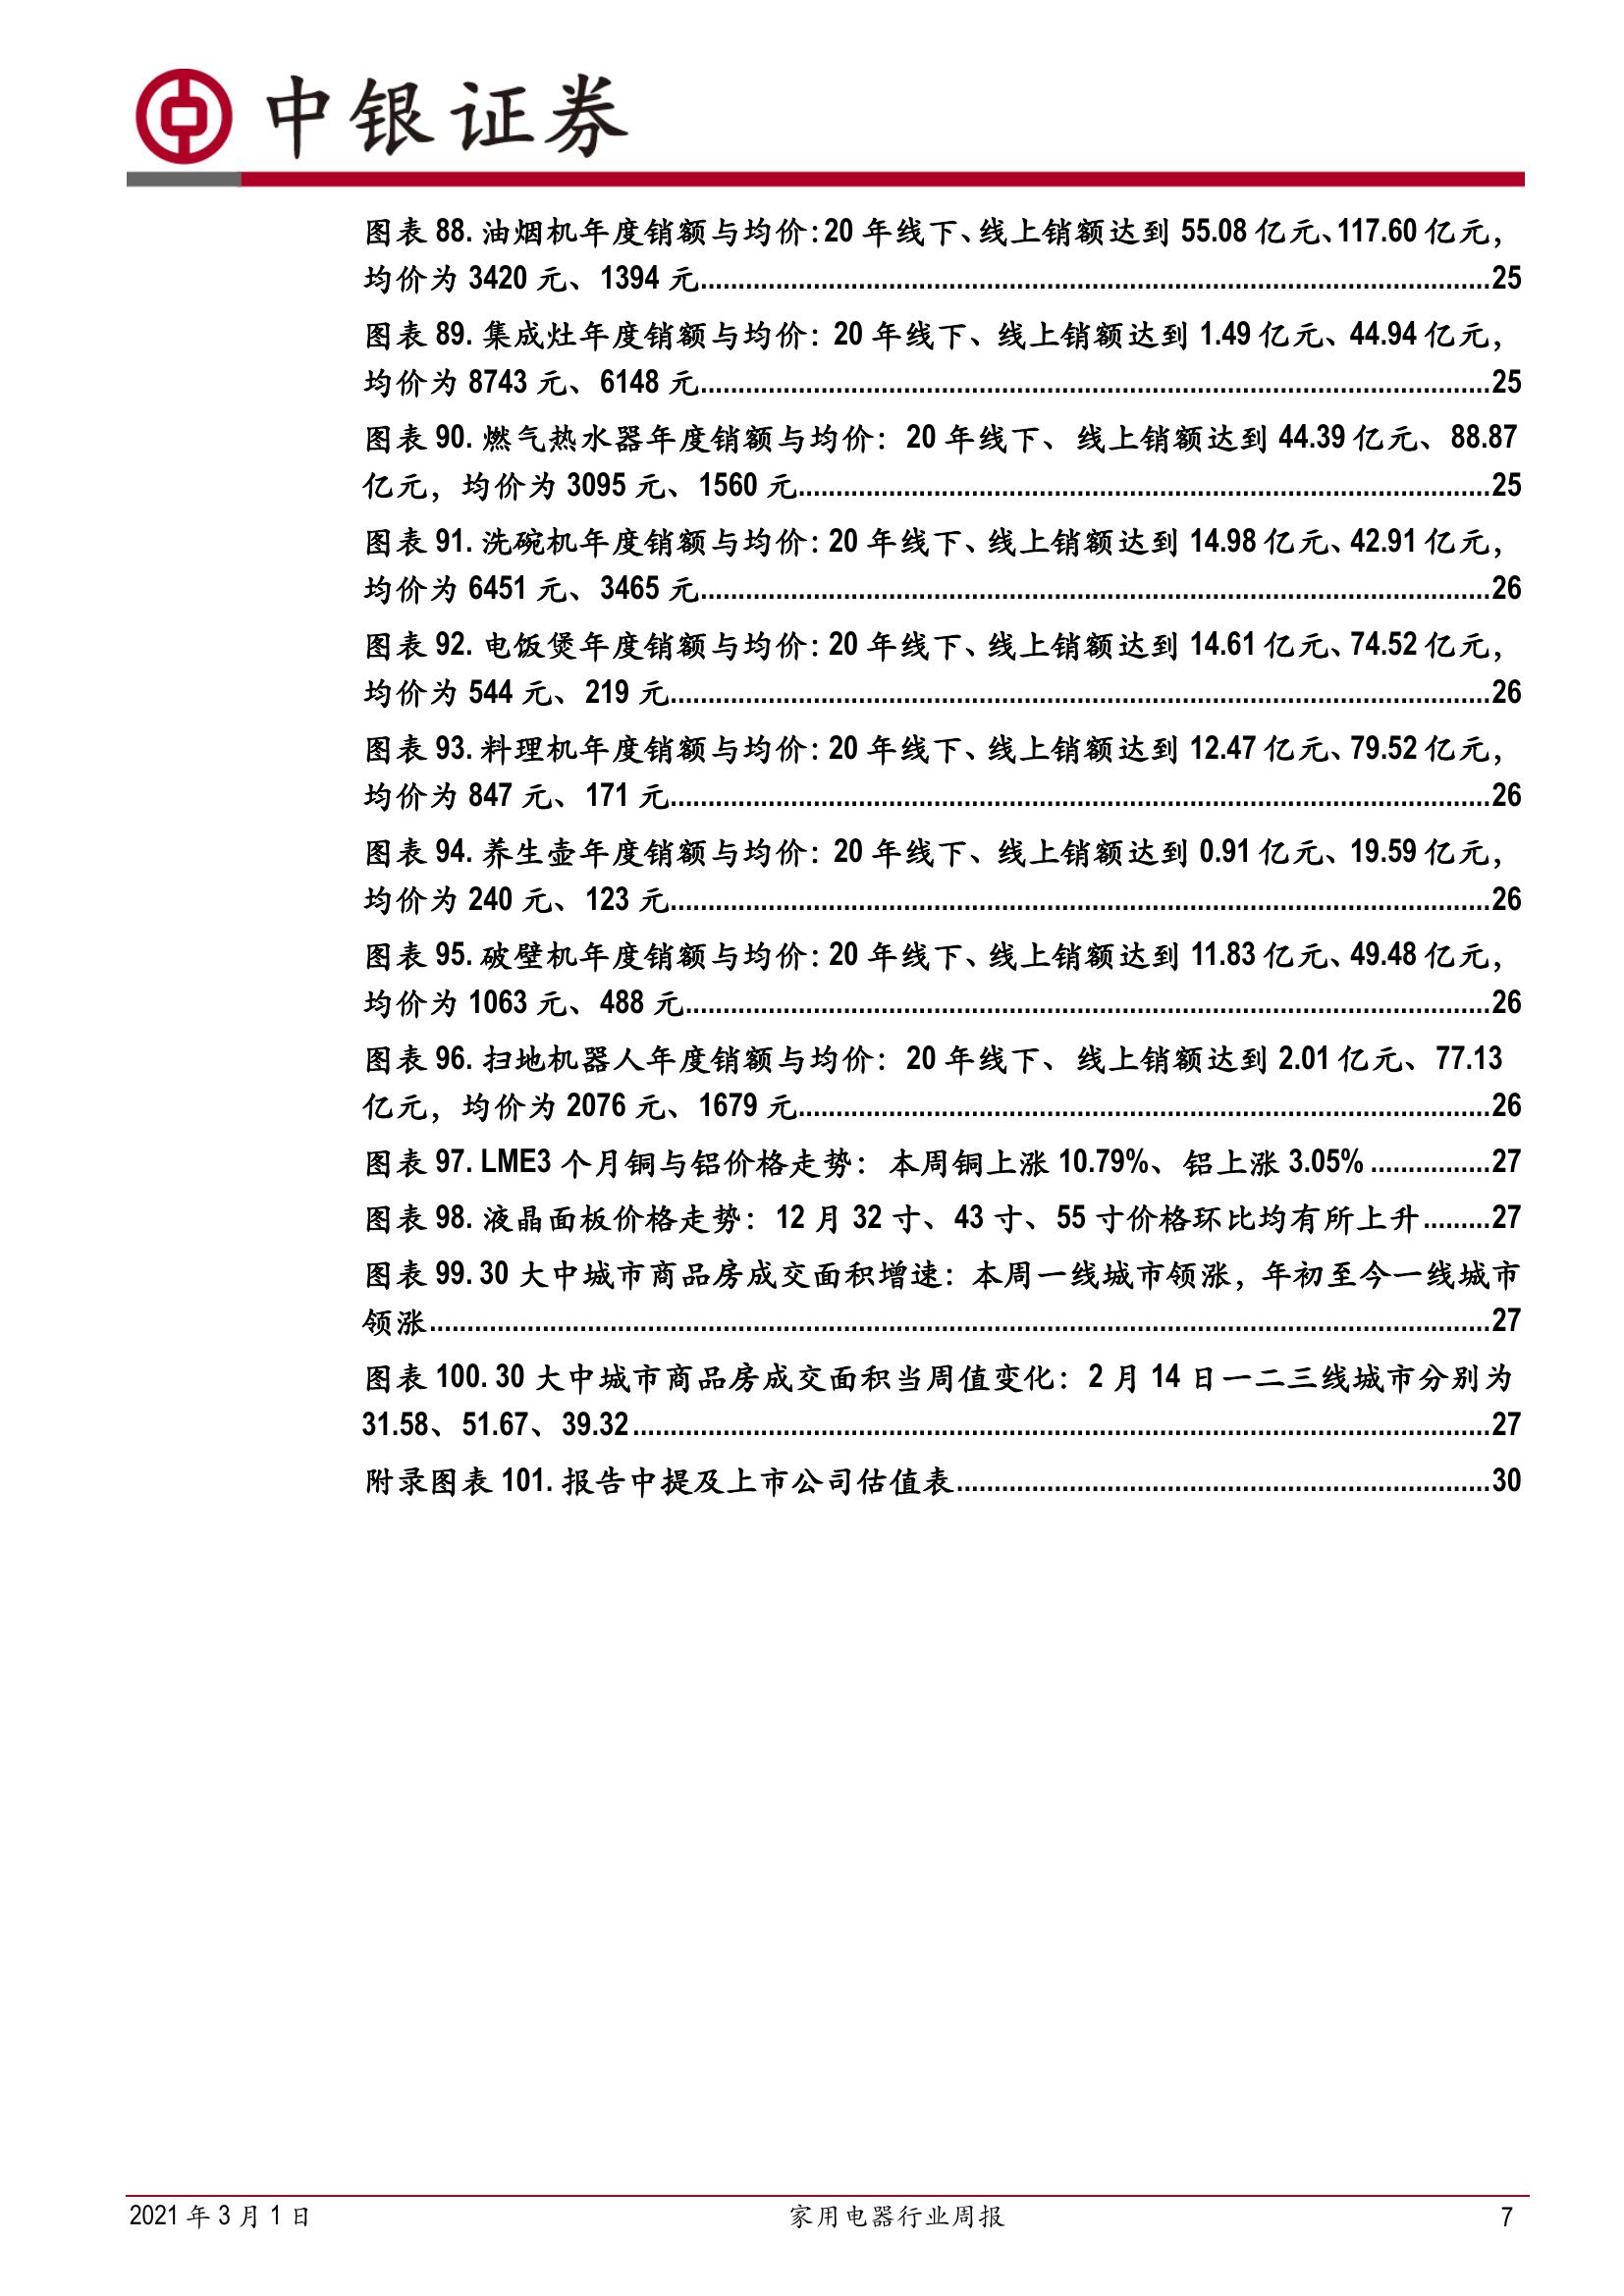 中银证券
图表 88. 油烟机年度销额与均价：20 年线下、线上销额达到 55.08 亿元、117.60 亿元，
均价为 3420 元、1394 元........................................................................................................25
图表 89. 集成灶年度销额与均价：20 年线下、线上销额达到 1.49 亿元、44.94 亿元，
均价为 8743 元、6148 元........................................................................................................25
图表 90. 燃气热水器年度销额与均价：20 年线下、线上销额达到 44.39 亿元、88.87
亿元，均价为 3095 元、1560 元...........................................................................................25
图表 91. 洗碗机年度销额与均价：20 年线下、线上销额达到 14.98 亿元、42.91 亿元，
均价为 6451 元、3465 元........................................................................................................26
图表 92. 电饭煲年度销额与均价：20 年线下、线上销额达到 14.61 亿元、74.52 亿元，
均价为 544 元、219 元............................................................................................................26
图表 93. 料理机年度销额与均价：20 年线下、线上销额达到 12.47 亿元、79.52 亿元，
均价为 847 元、171 元............................................................................................................26
图表 94. 养生壶年度销额与均价：20 年线下、线上销额达到 0.91 亿元、19.59 亿元，
均价为 240 元、123 元............................................................................................................26
图表 95. 破壁机年度销额与均价：20 年线下、线上销额达到 11.83 亿元、49.48 亿元，
均价为 1063 元、488 元..........................................................................................................26
图表 96. 扫地机器人年度销额与均价：20 年线下、线上销额达到 2.01 亿元、77.13
亿元，均价为 2076 元、1679 元...........................................................................................26
图表 97. LME3 个月铜与铝价格走势：本周铜上涨 10.79%、铝上涨 3.05% ................27
图表 98. 液晶面板价格走势：12 月 32 寸、43 寸、55 寸价格环比均有所上升.........27
图表 99. 30 大中城市商品房成交面积增速：本周一线城市领涨，年初至今一线城市
领涨............................................................................................................................................27
图表 100. 30 大中城市商品房成交面积当周值变化：2 月 14 日一二三线城市分别为
31.58、51.67、39.32..................................................................................................................27
附录图表 101. 报告中提及上市公司估值表.......................................................................30
2021 年 3 月 1 日
家用电器行业周报
7